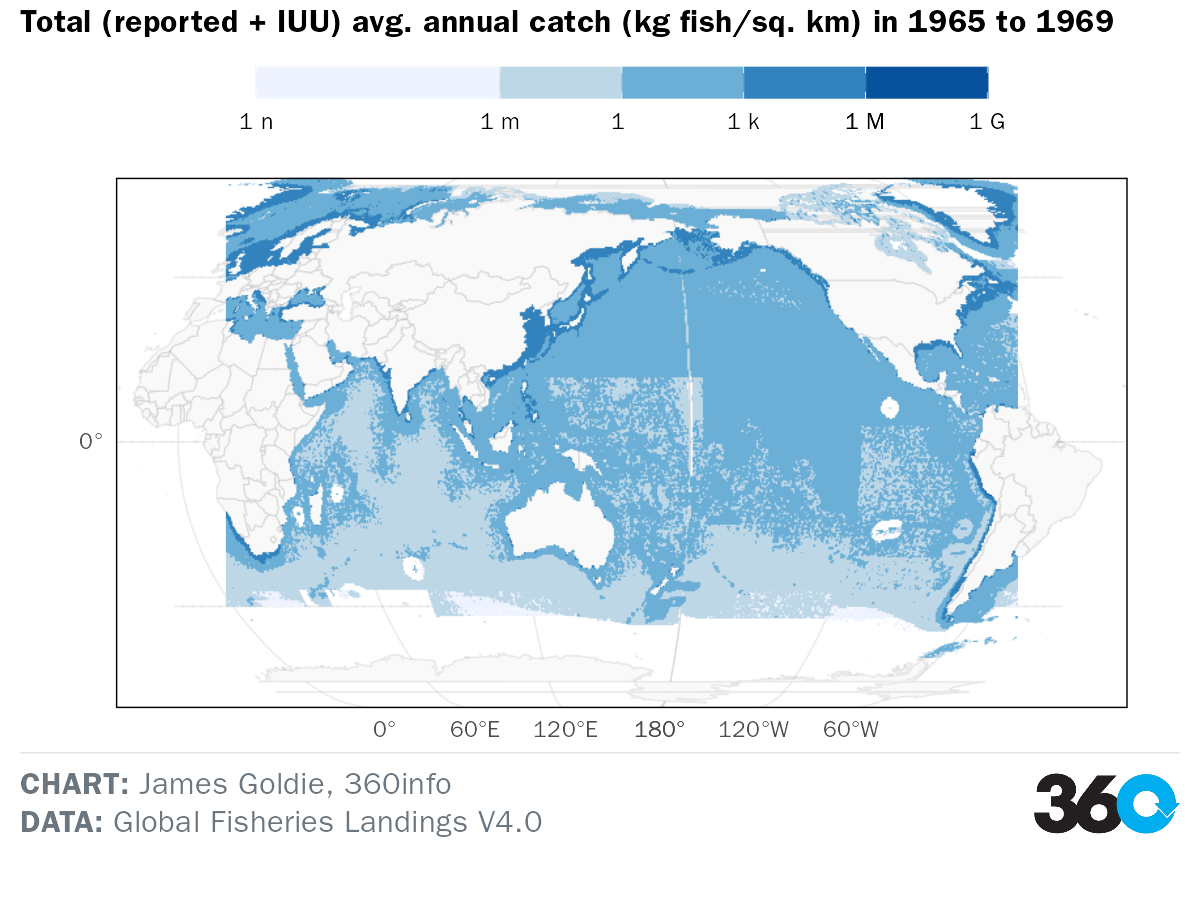 Total (reported + IUU) avg. annual catch (kg fish/sq. km) in 1965 to 1969
1 n 1 m 1 1 k 1 M 1 G
0°
0° 60°E 120°E 180° 120°W 60°W
CHART: James Goldie, 360info
DATA: Global Fisheries Landings V4.0
360